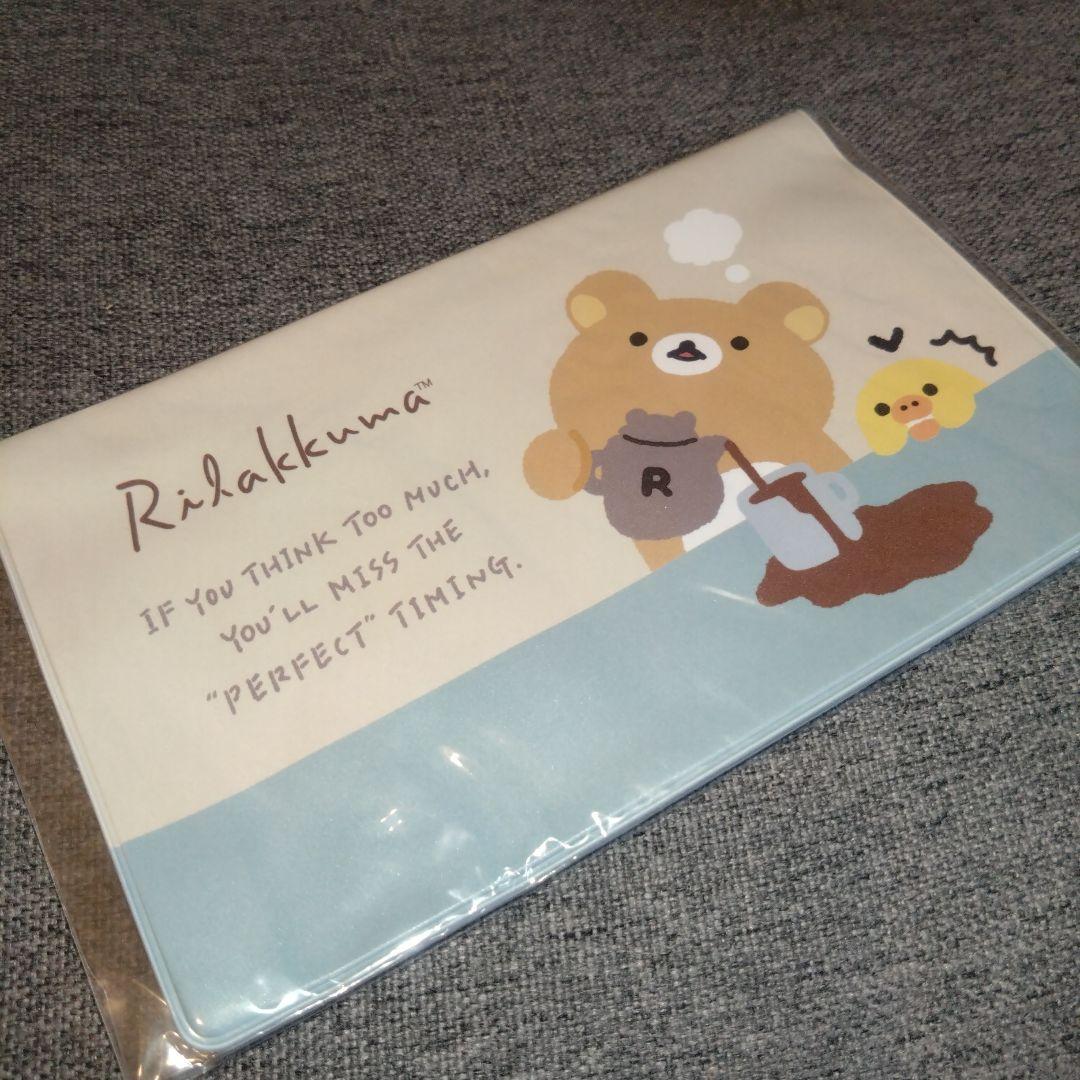 Rilakkuma™
IF YOU THINK TOO MUCH,
YOU'LL MISS THE
"PERFECT" TIMING.
R